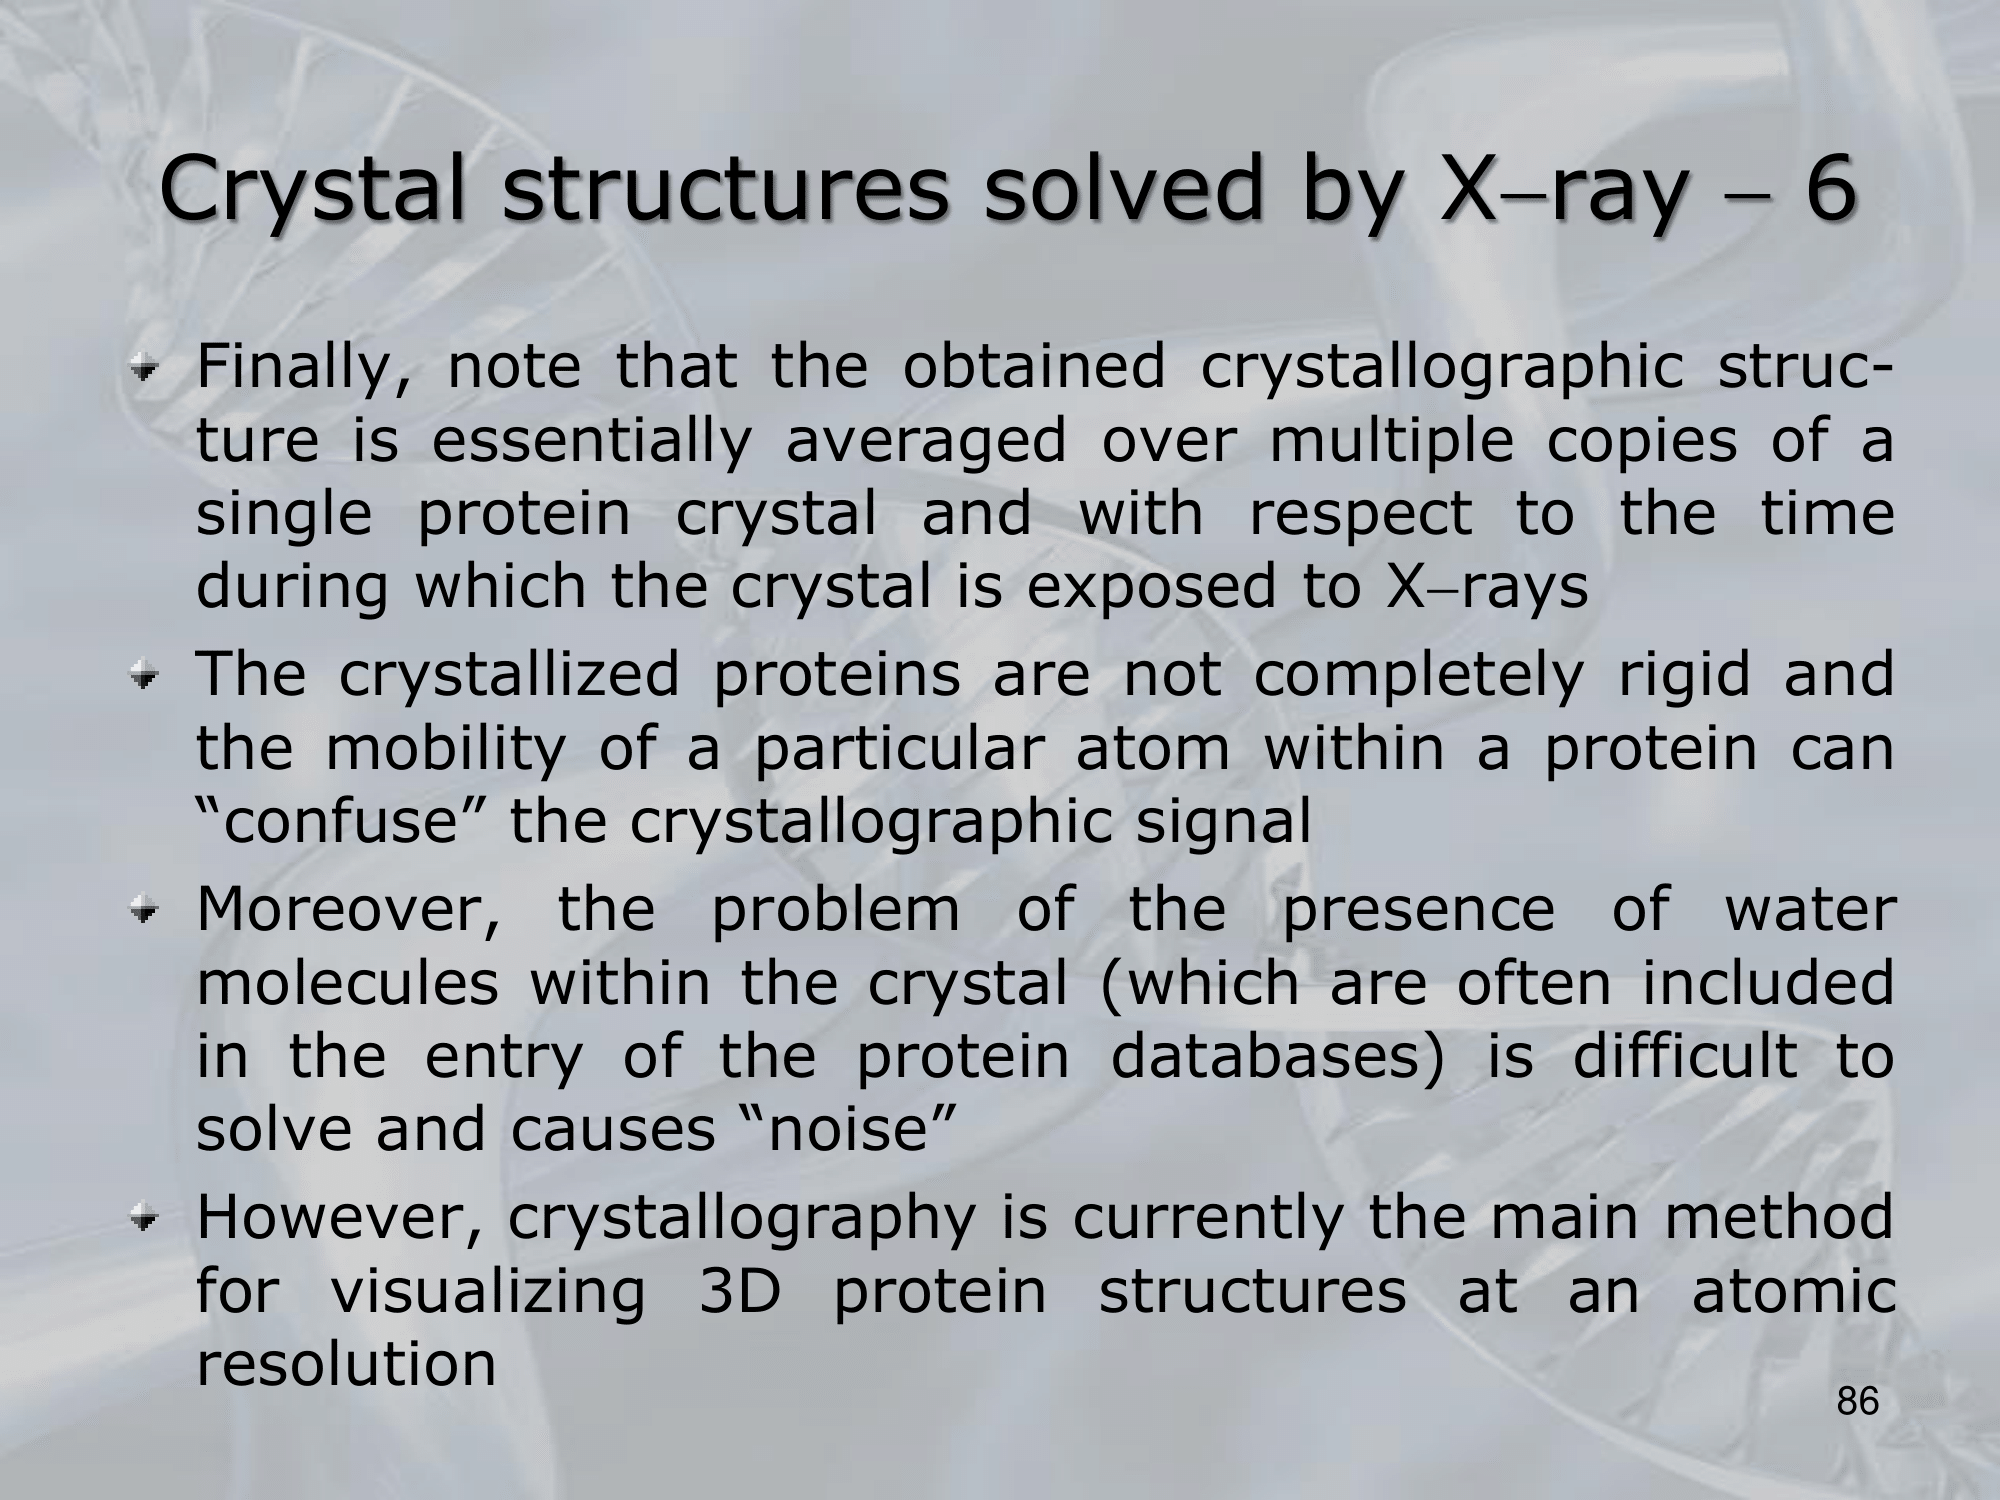 Crystal structures solved by X–ray – 6
Finally, note that the obtained crystallographic struc-
ture is essentially averaged over multiple copies of a
single protein crystal and with respect to the time
during which the crystal is exposed to X–rays
The crystallized proteins are not completely rigid and
the mobility of a particular atom within a protein can
“confuse” the crystallographic signal
Moreover, the problem of the presence of water
molecules within the crystal (which are often included
in the entry of the protein databases) is difficult to
solve and causes “noise”
However, crystallography is currently the main method
for visualizing 3D protein structures at an atomic
resolution
86